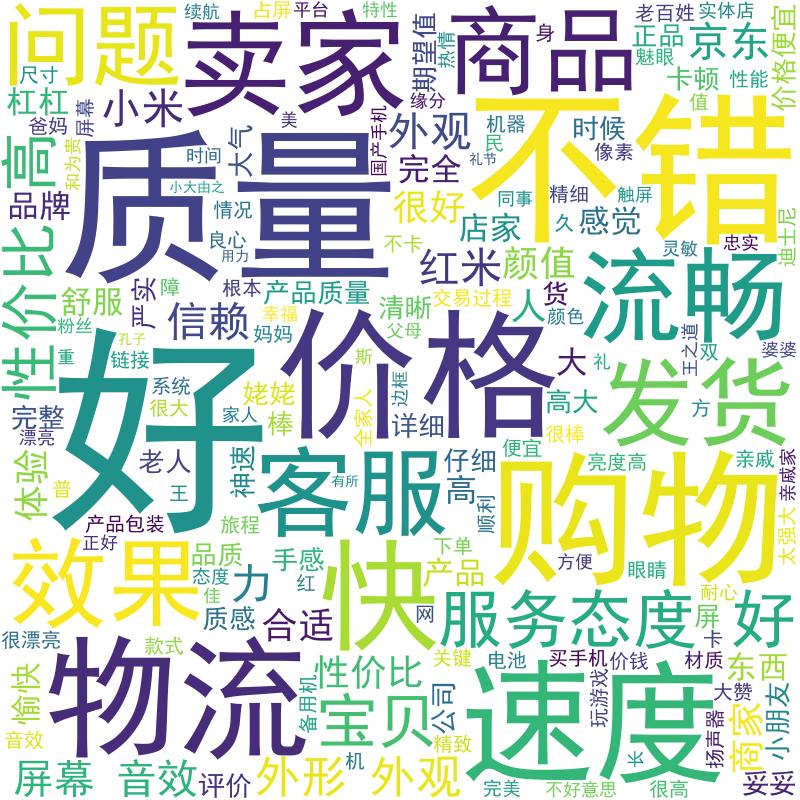 问题
卖家
商品
续航
占屏
平台
特性
老百姓
实体店
正品
京东
魅眼
卡顿
性能
值
价格便宜
期望值
热情
身
缘分
尺寸
杠杠
屏幕
小米
爸妈
外观
机器
时候
民
像素
礼节
国产手机
美
大气
时间
和为贵
高
质量
不错
完全
很好
店家
同事
精细
触屏
久
感觉
灵敏
忠实
迪士尼
小大由之
品牌
情况
良心
用力
不卡
性价比
舒服
粉丝
严实
障
根本
产品质量
信赖
红米
颜值
清晰
交易过程
人
货
颜色
流畅
幸福
妈妈
父母
孔子
重
链接
好
价格
斯
大
礼
王之道
双
婆婆
系统
很大
姥姥
边框
全家人
完整
漂亮
家人
棒
详细
高大
方
发货
很棒
体验
老人
神速
客服
仔细
便宜
亮度高
亲戚
亲戚家
普
王
有所
高
顺利
购物
太强大
产品包装
正好
旅程
效果
品质
手感
快
下单
产品
方便
眼睛
耐心
态度
佳
力
红
质感
合适
网
服务态度
屏
好
卡
很漂亮
款式
物流
性价比
关键
电池
买手机
价钱
材质
东西
愉快
备用机
宝贝
公司
速度
玩游戏
大赞
扬声器
商家
小朋友
音效
精致
机
长
屏幕
音效
评价
外形
外观
完美
不好意思
很高
妥妥